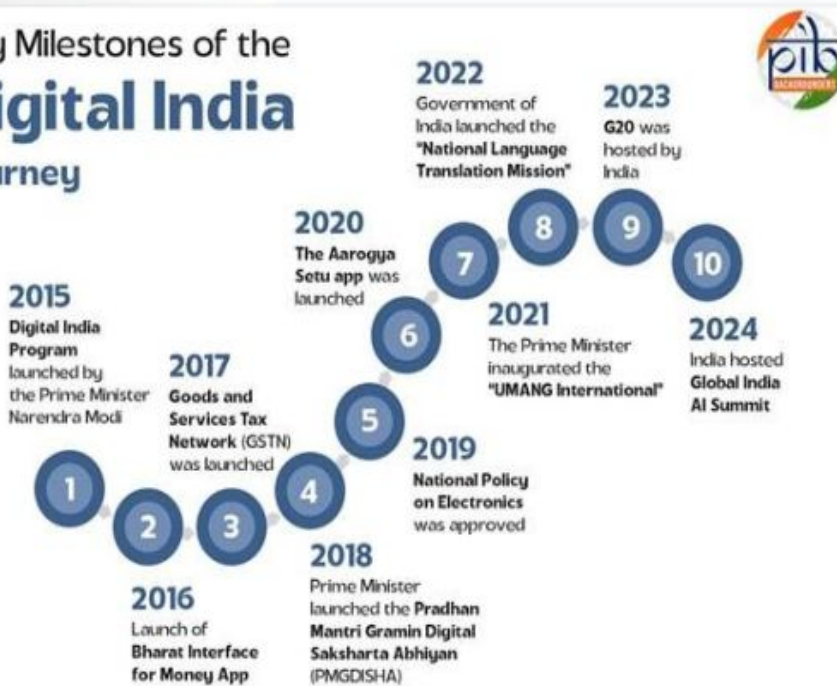 y Milestones of the
igital India
urney
1
2015
Digital India
Program
launched by
the Prime Minister
Narendra Modi
2
2016
Launch of
Bharat Interface
for Money App
3
2017
Goods and
Services Tax
Network (GSTN)
was launched
4
2018
Prime Minister
launched the Pradhan
Mantri Gramin Digital
Saksharta Abhiyan
(PMGDISHA)
5
2019
National Policy
on Electronics
was approved
6
2020
The Aarogya
Setu app was
launched
7
2021
The Prime Minister
inaugurated the
"UMANG International"
8
2022
Government of
India launched the
"National Language
Translation Mission"
9
2023
G20 was
hosted by
India
10
2024
India hosted
Global India
AI Summit
pib
BACKGROUNDERS